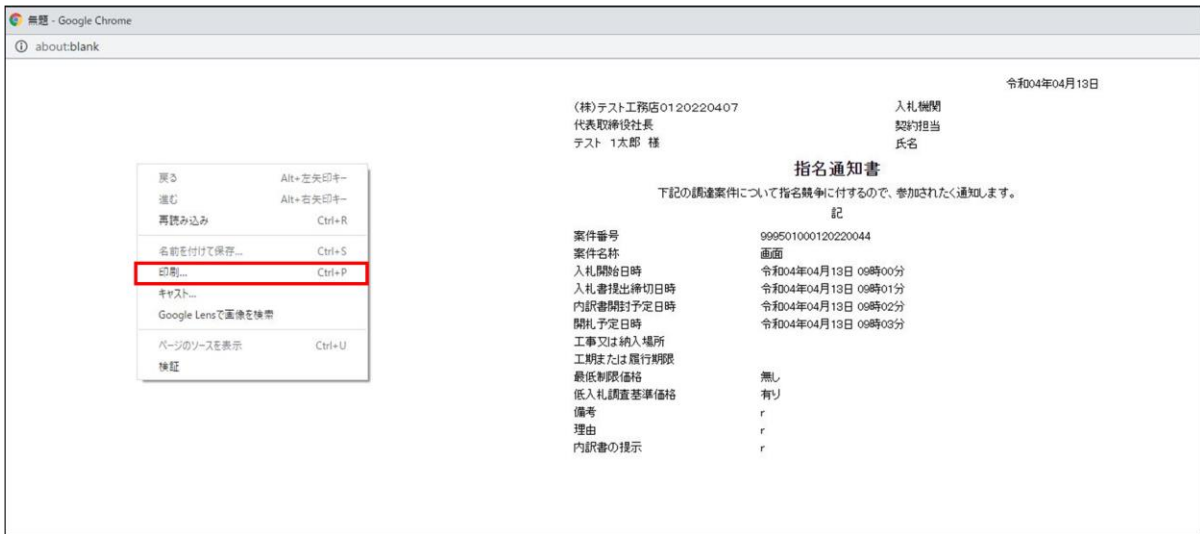 無題 - Google Chrome
about:blank
令和04年04月13日
(株)テスト工務店0120220407 入札機関
代表取締役社長 契約担当
テスト 1太郎 様 氏名
指名通知書
下記の調達案件について指名競争に付するので、参加されたく通知します。
記
案件番号 999501000120220044
案件名称 画面
入札開始日時 令和04年04月13日 09時00分
入札書提出締切日時 令和04年04月13日 09時01分
内訳書開封予定日時 令和04年04月13日 09時02分
開札予定日時 令和04年04月13日 09時03分
工事又は納入場所
工期または履行期限
最低制限価格 無し
低入札調査基準価格 有り
備考 r
理由 r
内訳書の提示 r
戻る Alt+左矢印キー
進む Alt+右矢印キー
再読み込み Ctrl+R
名前を付けて保存... Ctrl+S
印刷... Ctrl+P
キャスト...
Google Lensで画像を検索
ページのソースを表示 Ctrl+U
検証